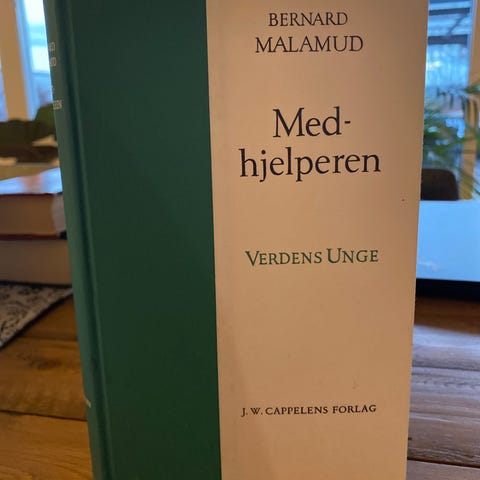 BERNARD
MALAMUD
Med-
hjelperen
VERDENS UNGE
J. W. CAPPELENS FORLAG